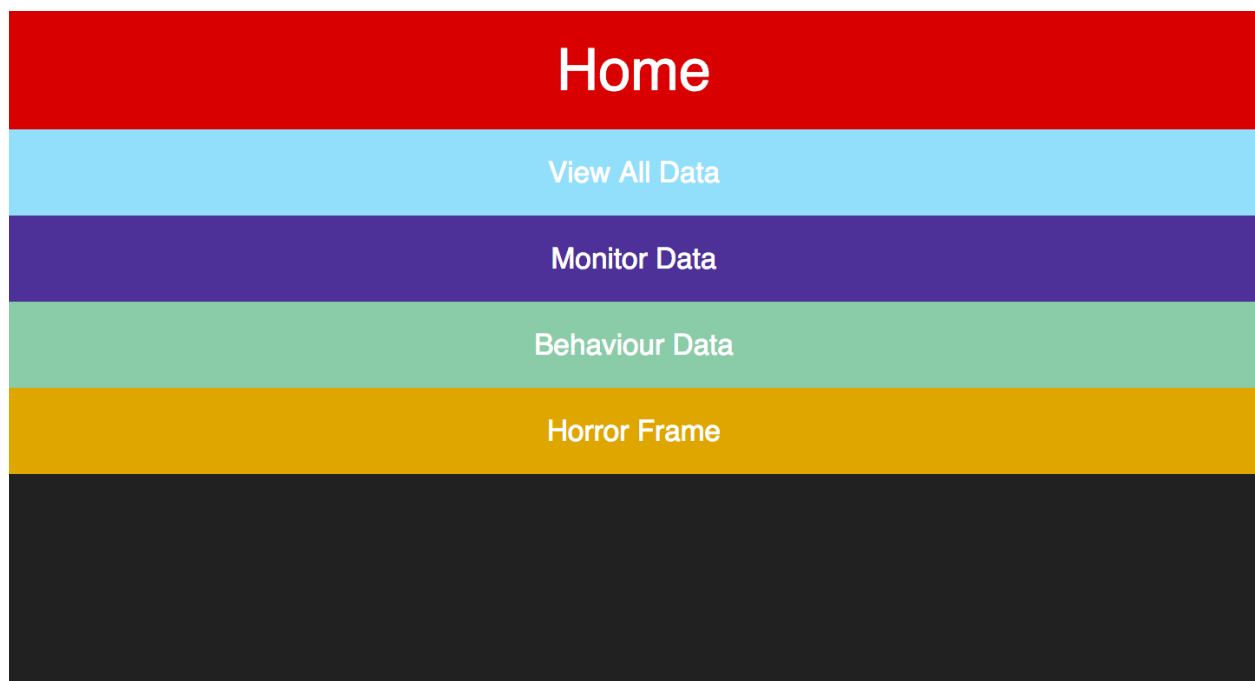 Home
View All Data
Monitor Data
Behaviour Data
Horror Frame